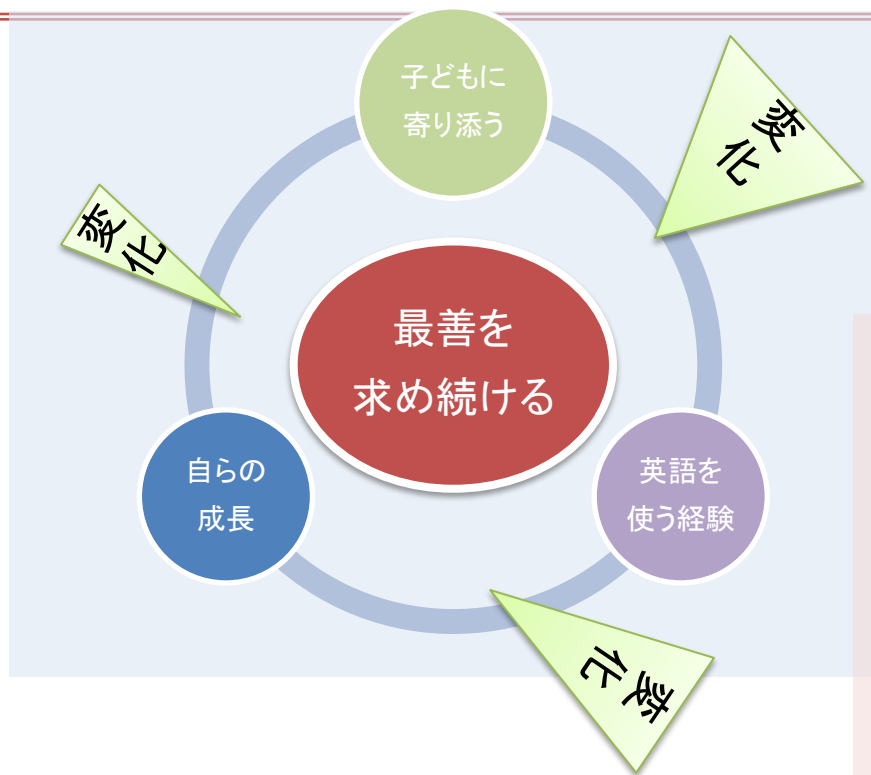 子どもに
寄り添う
変化
変化
最善を
求め続ける
自らの
成長
英語を
使う経験
変化